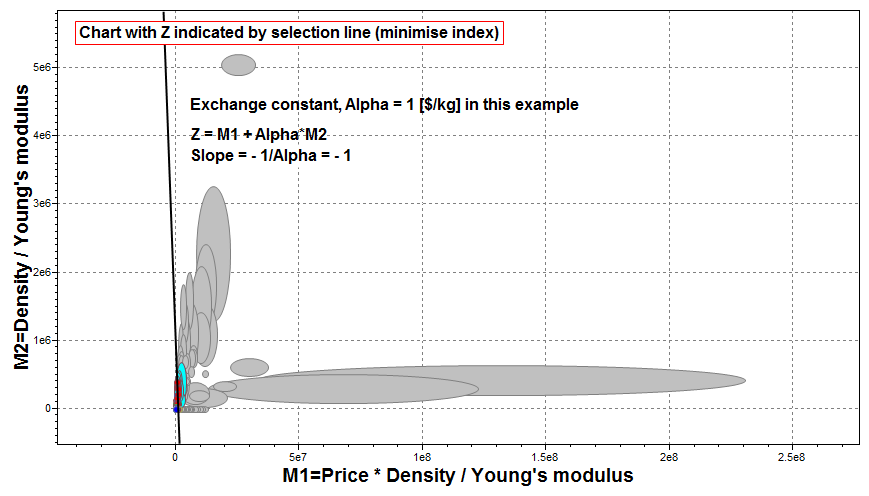 Chart with Z indicated by selection line (minimise index)
5e6
Exchange constant, Alpha = 1 [$/kg] in this example
4e6
Z = M1 + Alpha*M2
Slope = - 1/Alpha = - 1
3e6
2e6
1e6
0
M2=Density / Young's modulus
0
5e7
1e8
1.5e8
2e8
2.5e8
M1=Price * Density / Young's modulus